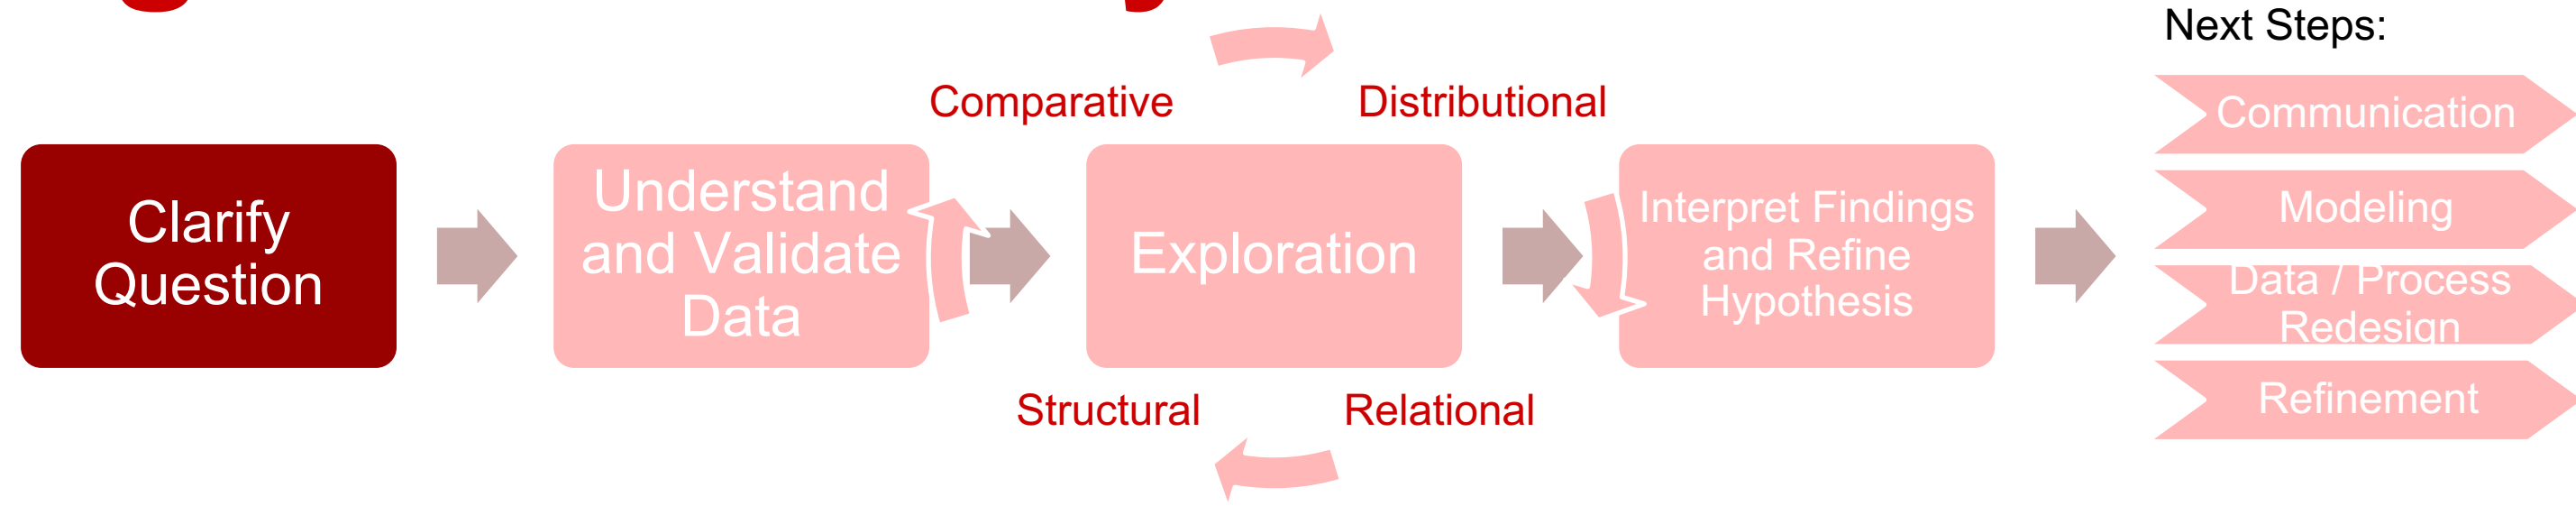 Next Steps:
Comparative
Distributional
Clarify
Question
Understand
and Validate
Data
Exploration
Interpret Findings
and Refine
Hypothesis
Communication
Modeling
Data / Process
Redesign
Refinement
Structural
Relational